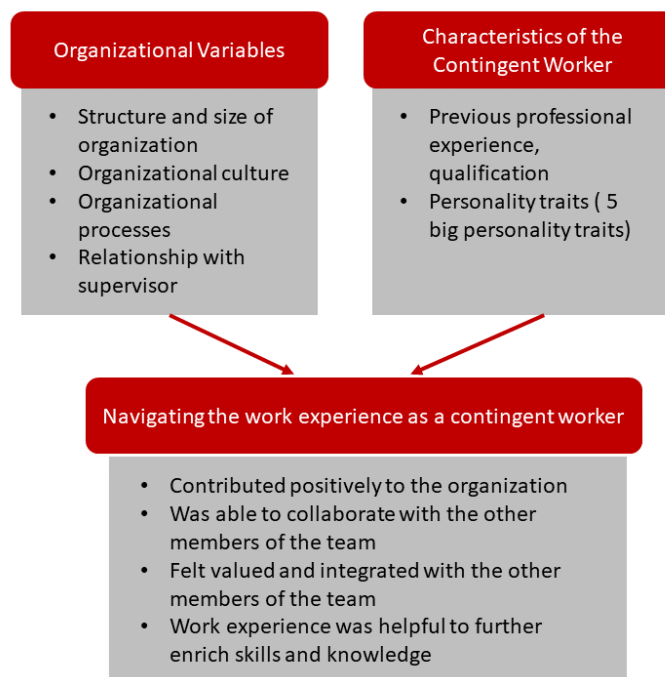 Organizational Variables
• Structure and size of
organization
• Organizational culture
• Organizational
processes
• Relationship with
supervisor
Characteristics of the
Contingent Worker
• Previous professional
experience,
qualification
• Personality traits ( 5
big personality traits)
Navigating the work experience as a contingent worker
• Contributed positively to the organization
• Was able to collaborate with the other
members of the team
• Felt valued and integrated with the other
members of the team
• Work experience was helpful to further
enrich skills and knowledge